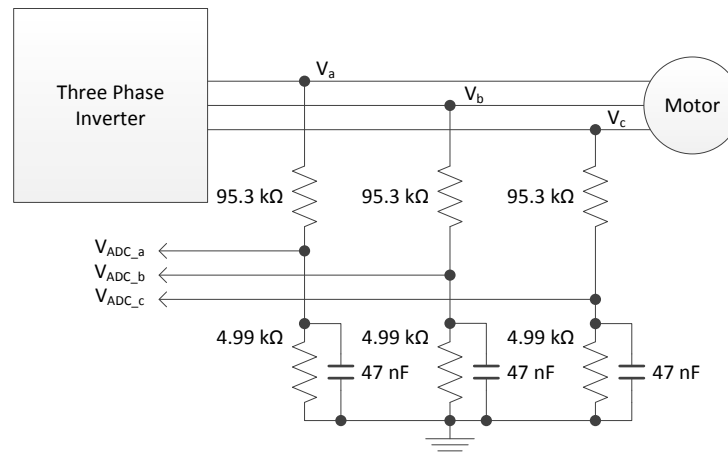 Three Phase
Inverter
Motor
Va
Vb
Vc
95.3 kΩ
95.3 kΩ
95.3 kΩ
VADC_a
VADC_b
VADC_c
4.99 kΩ
4.99 kΩ
4.99 kΩ
47 nF
47 nF
47 nF